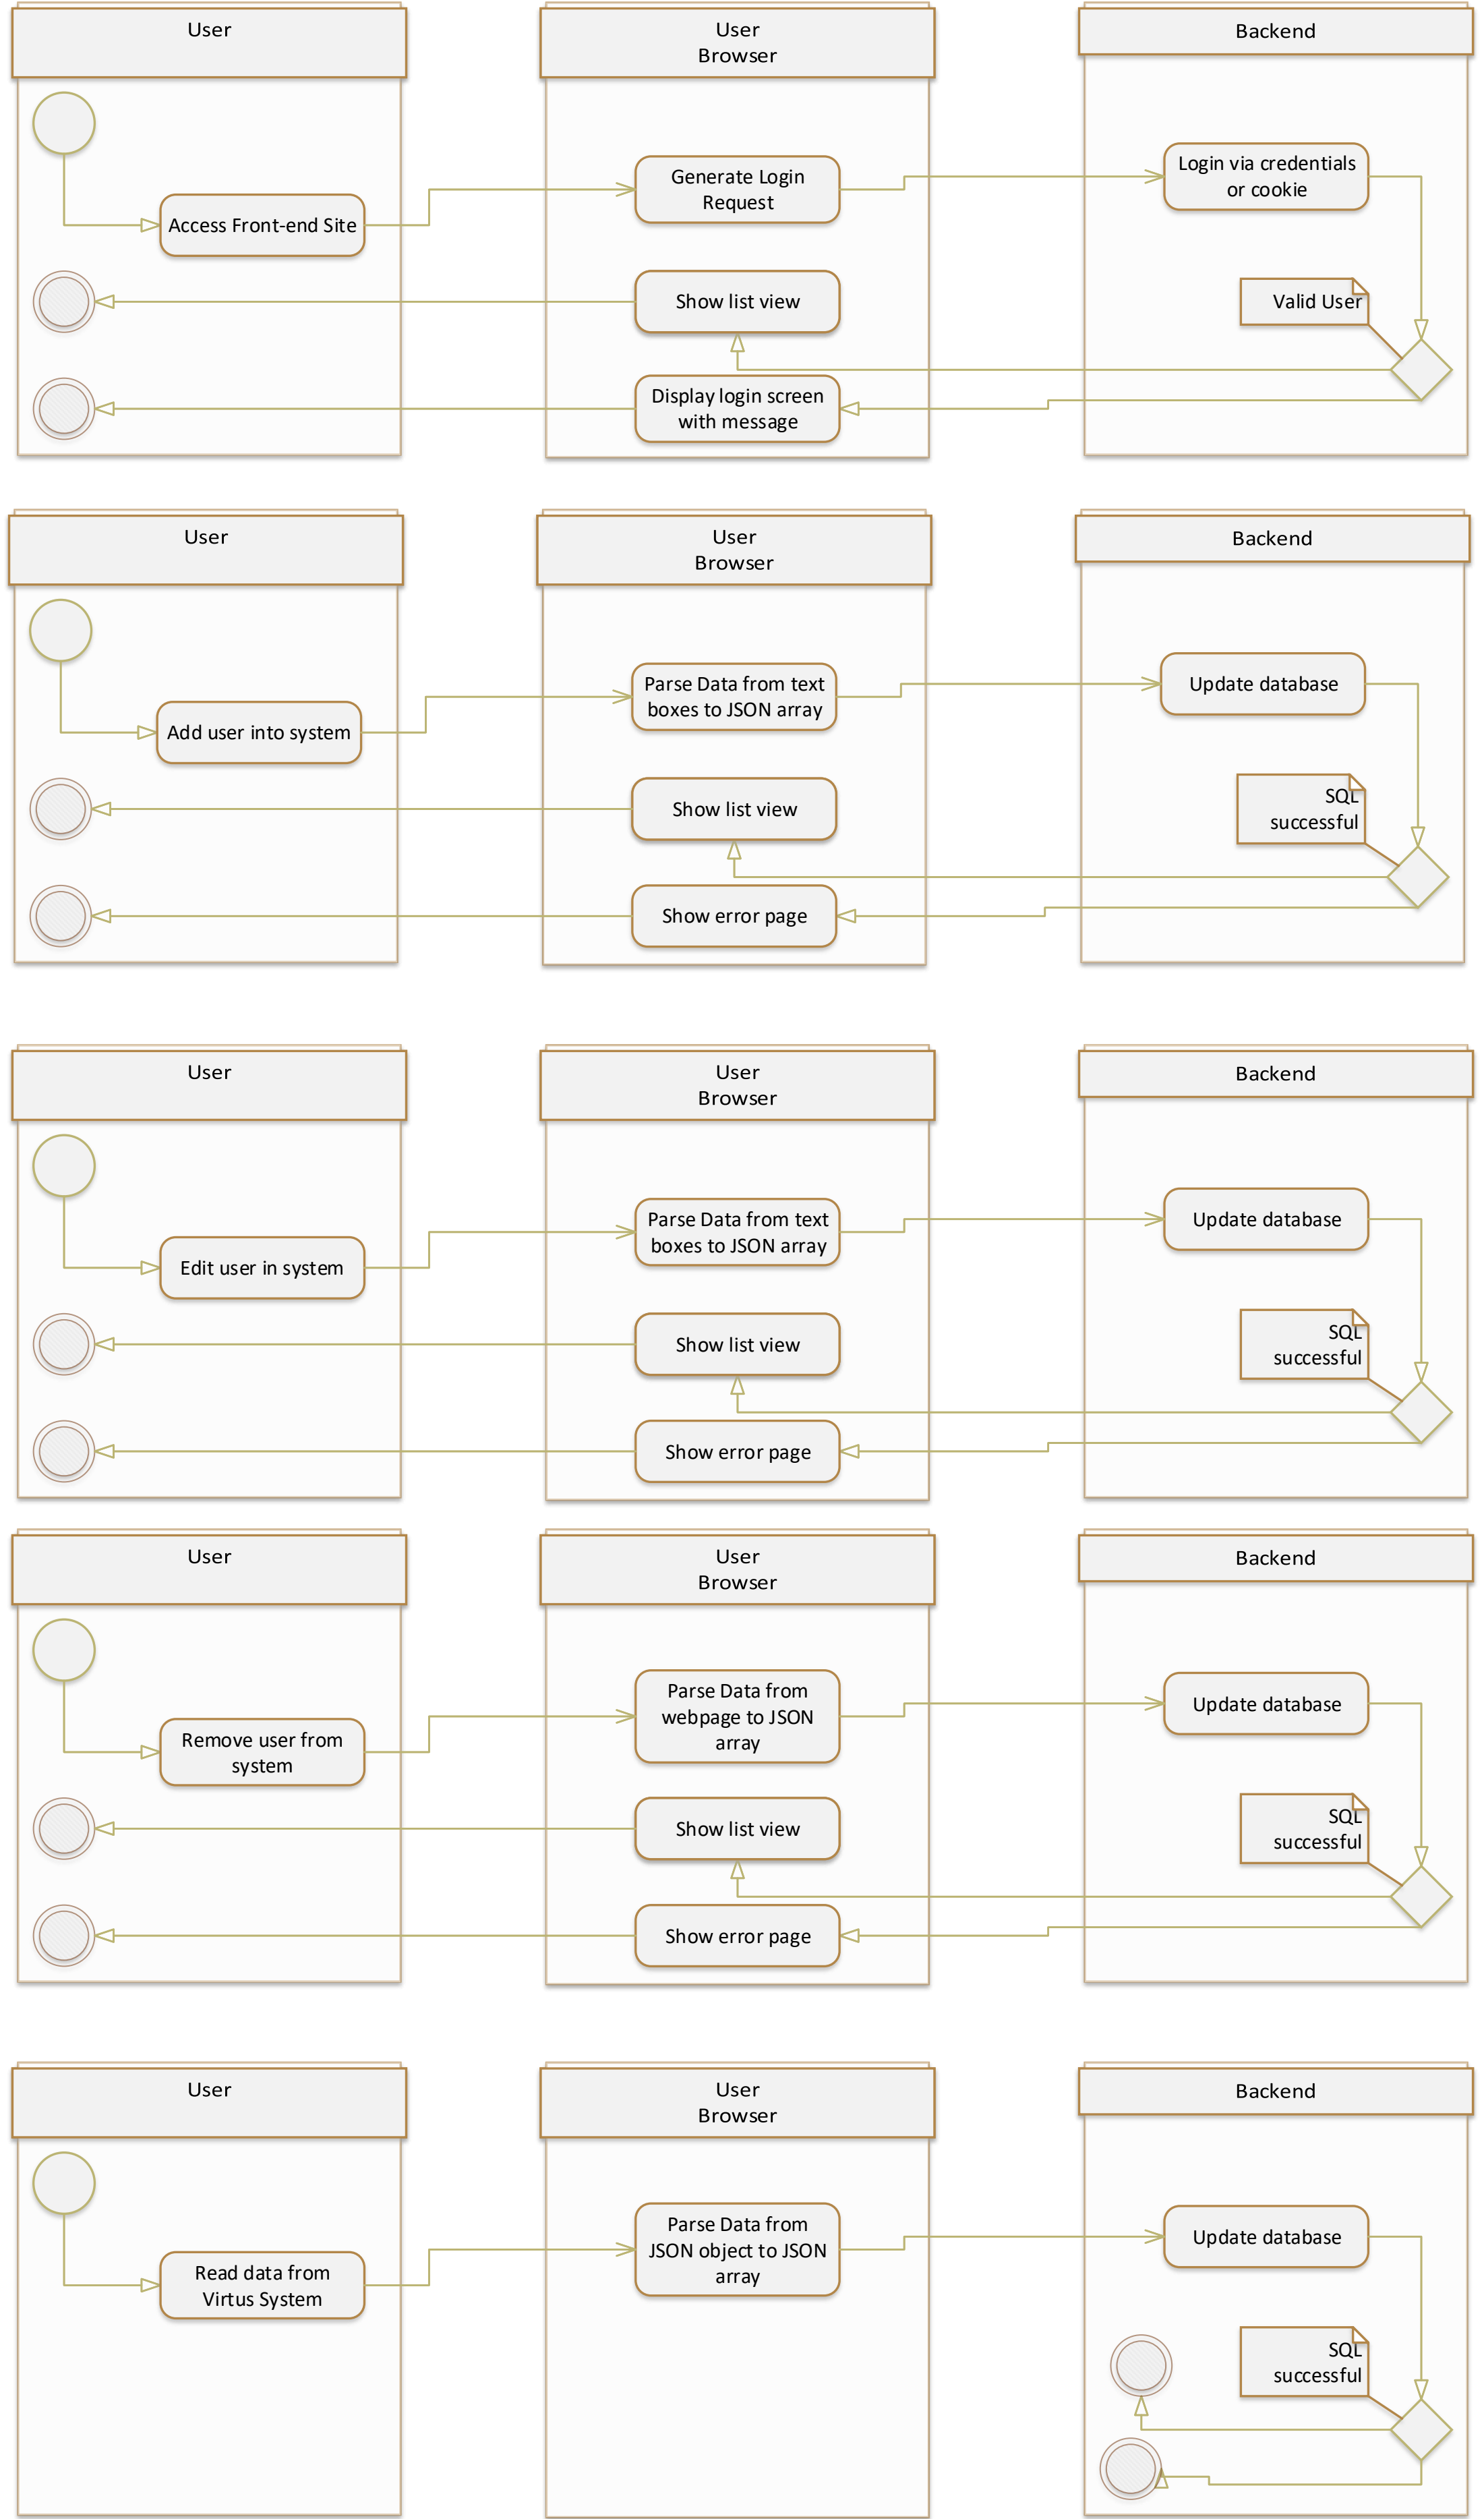 User
User
Browser
Backend
Access Front-end Site
Generate Login
Request
Login via credentials
or cookie
Show list view
Valid User
Display login screen
with message
User
User
Browser
Backend
Add user into system
Parse Data from text
boxes to JSON array
Update database
Show list view
SQL
successful
Show error page
User
User
Browser
Backend
Edit user in system
Parse Data from text
boxes to JSON array
Update database
Show list view
SQL
successful
Show error page
User
User
Browser
Backend
Remove user from
system
Parse Data from
webpage to JSON
array
Update database
Show list view
SQL
successful
Show error page
User
User
Browser
Backend
Read data from
Virtus System
Parse Data from
JSON object to JSON
array
Update database
SQL
successful